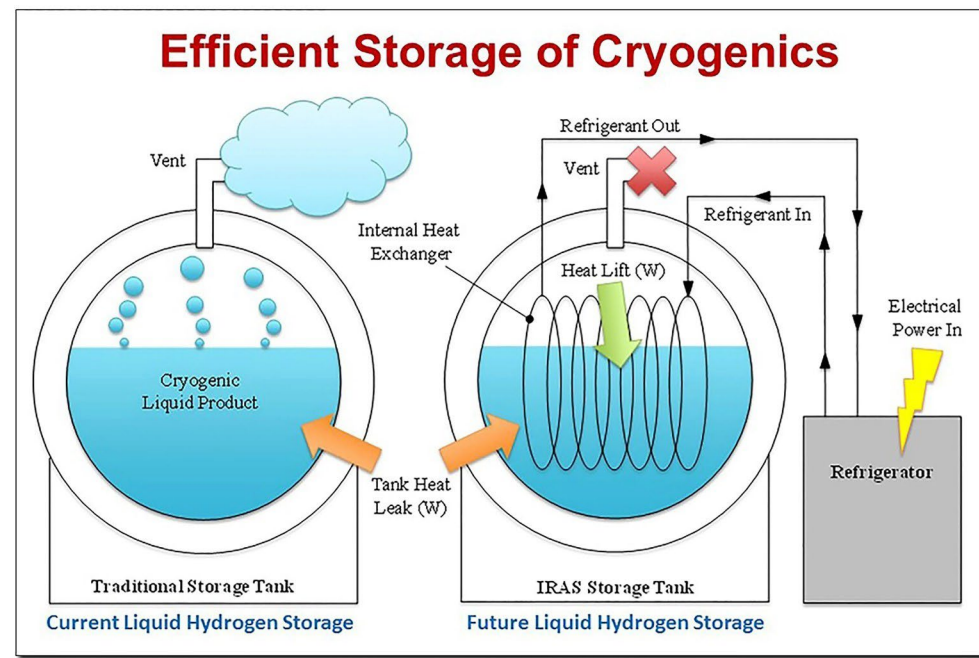 Efficient Storage of Cryogenics
Vent
Cryogenic
Liquid Product
Tank Heat
Leak (W)
Traditional Storage Tank
Current Liquid Hydrogen Storage
Refrigerant Out
Vent
Refrigerant In
Internal Heat
Exchanger
Heat Lift (W)
Electrical
Power In
Refrigerator
IRAS Storage Tank
Future Liquid Hydrogen Storage